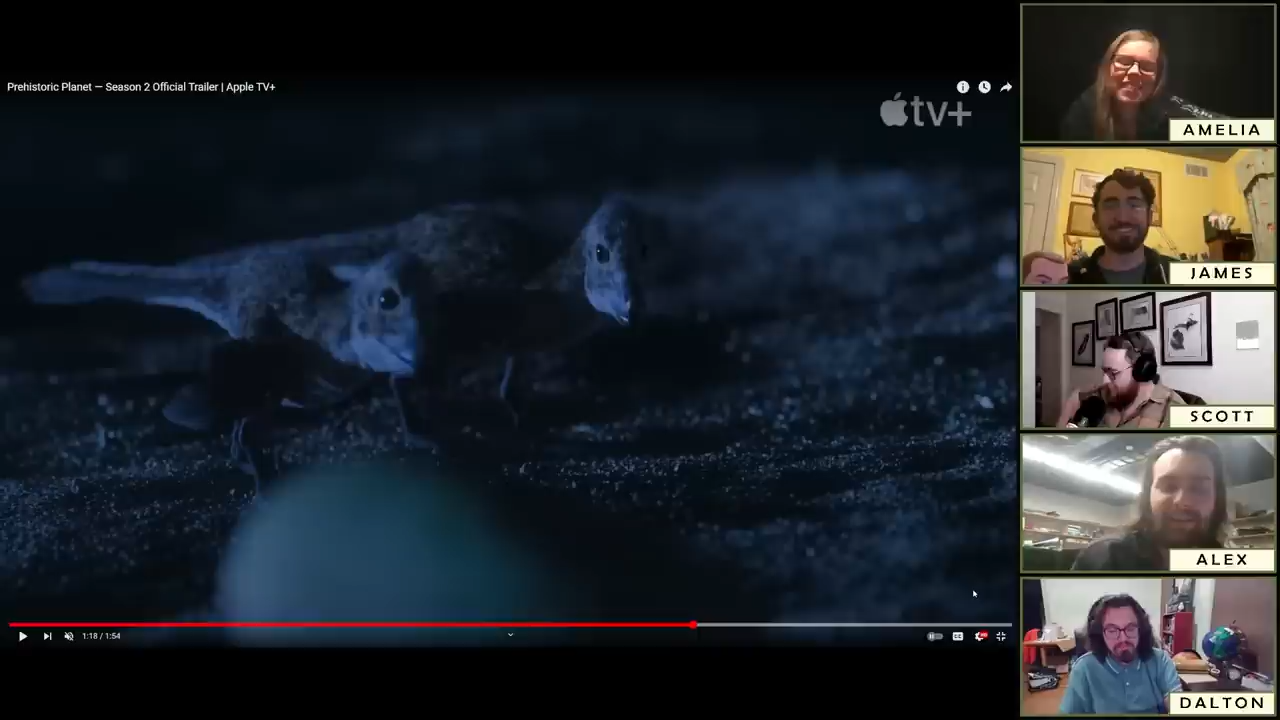 Prehistoric Planet — Season 2 Official Trailer | Apple TV+
tv+
1:18 / 1:54
AMELIA
JAMES
SCOTT
ALEX
DALTON